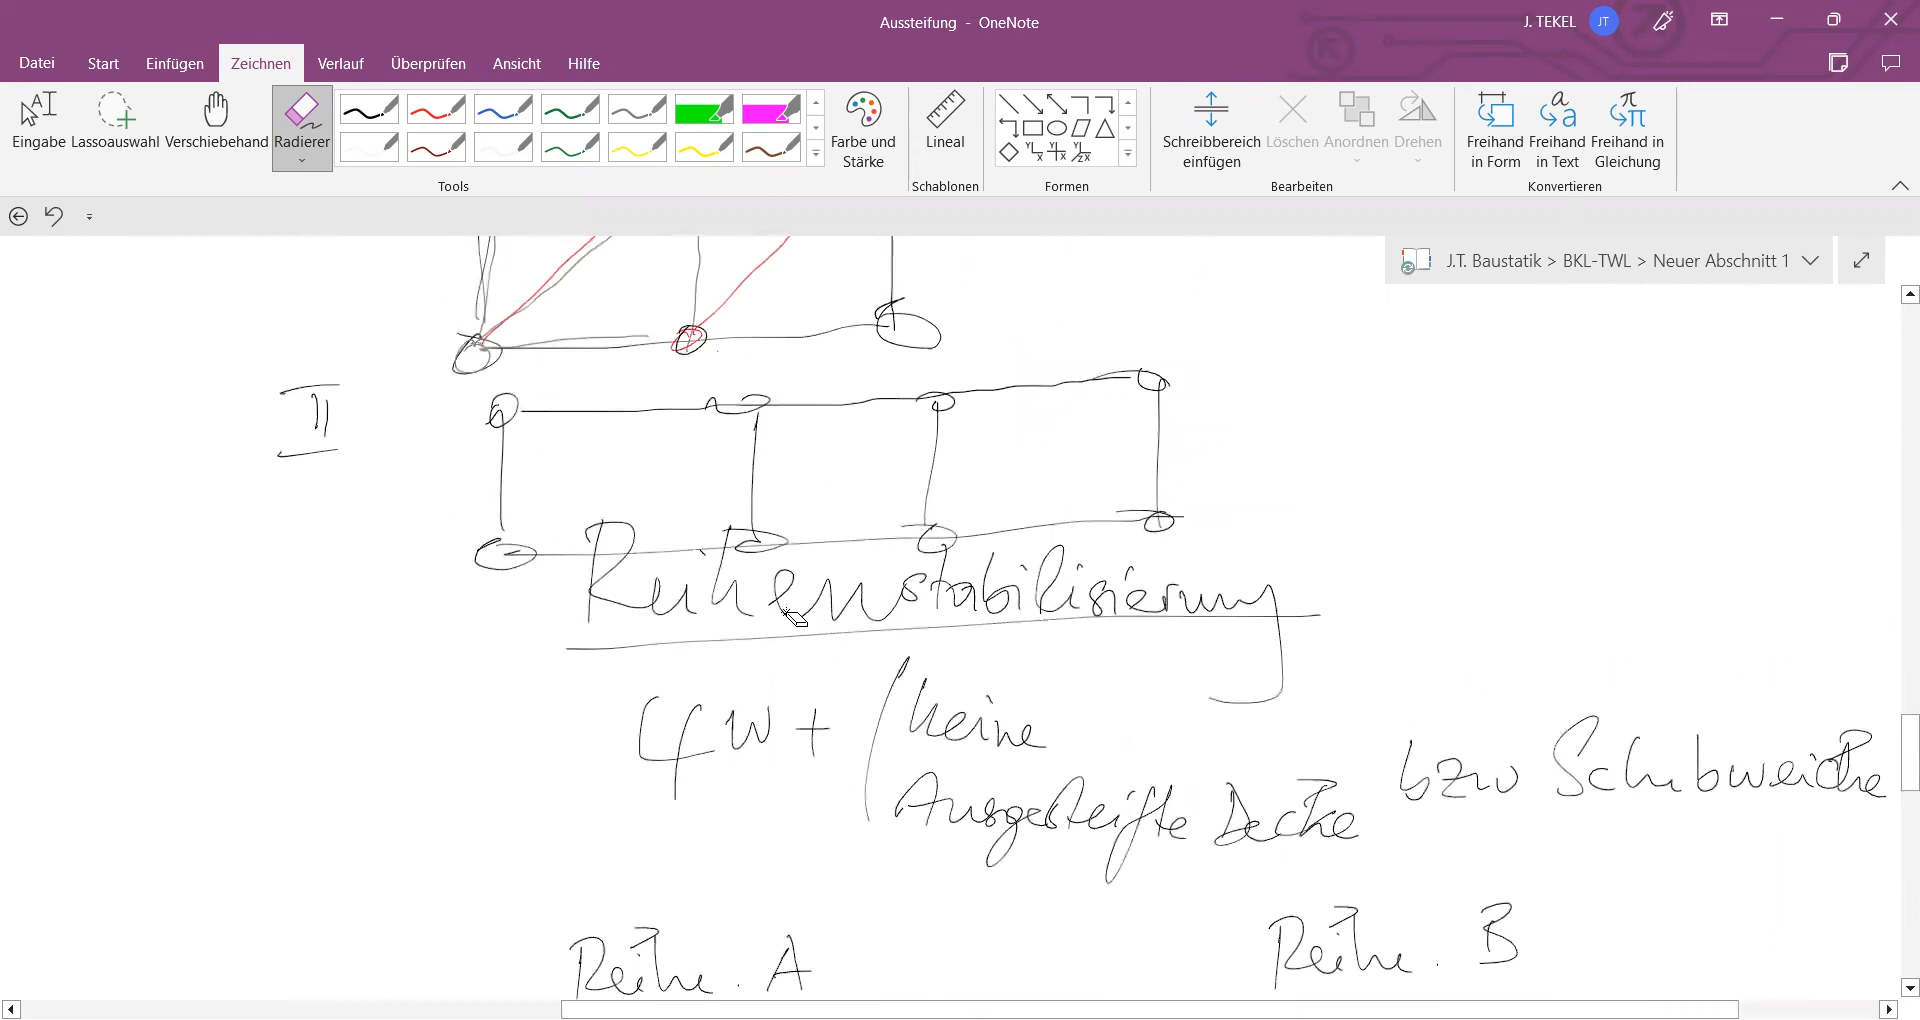 Aussteifung - OneNote
J. TEKEL
JT
Datei Start Einfügen Zeichnen Verlauf Überprüfen Ansicht Hilfe
Eingabe Lassoauswahl Verschiebehand Radierer
Farbe und Stärke
Lineal
Schreibbereich einfügen
Löschen Anordnen Drehen
Freihand in Form
Freihand in Text
Freihand in Gleichung
Tools Schablonen Formen Bearbeiten Konvertieren
J.T. Baustatik > BKL-TWL > Neuer Abschnitt 1
II
Reihenstabilisierung
4 W + ( keine
Ausgesteifte Decke bzw Schubweiche
Reihe. A Reihe. B